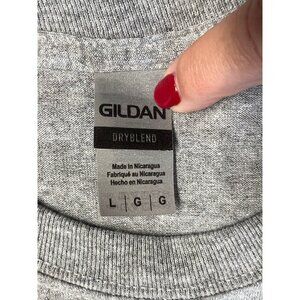 GILDAN
DRYBLEND
Made in Nicaragua
Fabriqué au Nicaragua
Hecho en Nicaragua
L G G